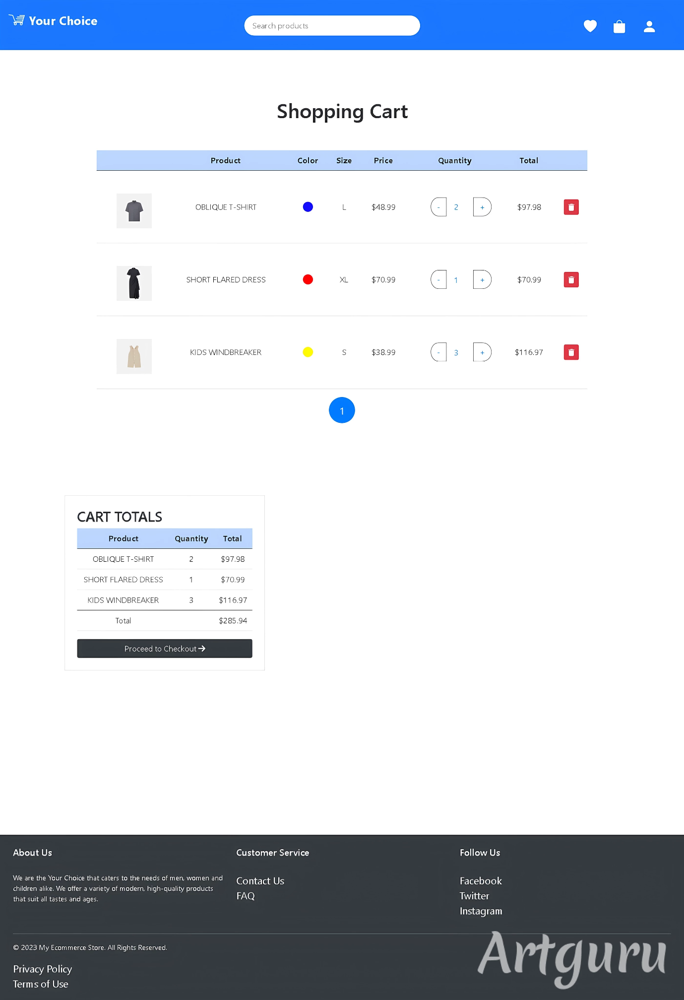 Your Choice
Search products
Shopping Cart
Product Color Size Price Quantity Total
OBLIQUE T-SHIRT L $48.99 - 2 + $97.98
SHORT FLARED DRESS XL $70.99 - 1 + $70.99
KIDS WINDBREAKER S $38.99 - 3 + $116.97
1
CART TOTALS
Product Quantity Total
OBLIQUE T-SHIRT 2 $97.98
SHORT FLARED DRESS 1 $70.99
KIDS WINDBREAKER 3 $116.97
Total $285.94
Proceed to Checkout
About Us
We are the Your Choice that caters to the needs of men, women and
children alike. We offer a variety of modern, high-quality products
that suit all tastes and ages.
Customer Service
Contact Us
FAQ
Follow Us
Facebook
Twitter
Instagram
© 2023 My Ecommerce Store. All Rights Reserved.
Privacy Policy
Terms of Use
Artguru